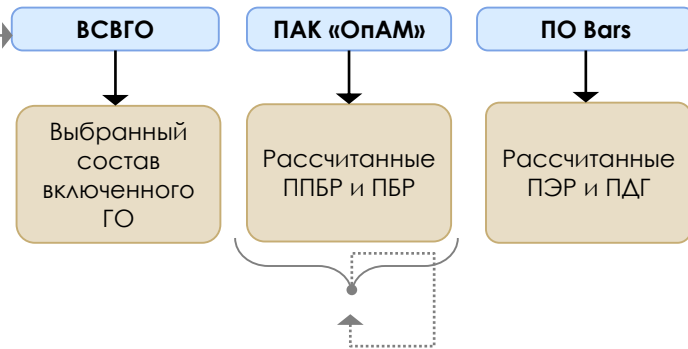 ВСВГО
ПАК «ОпАМ»
ПО Bars
Выбранный
состав
включенного
ГО
Рассчитанные
ППБР и ПБР
Рассчитанные
ПЭР и ПДГ